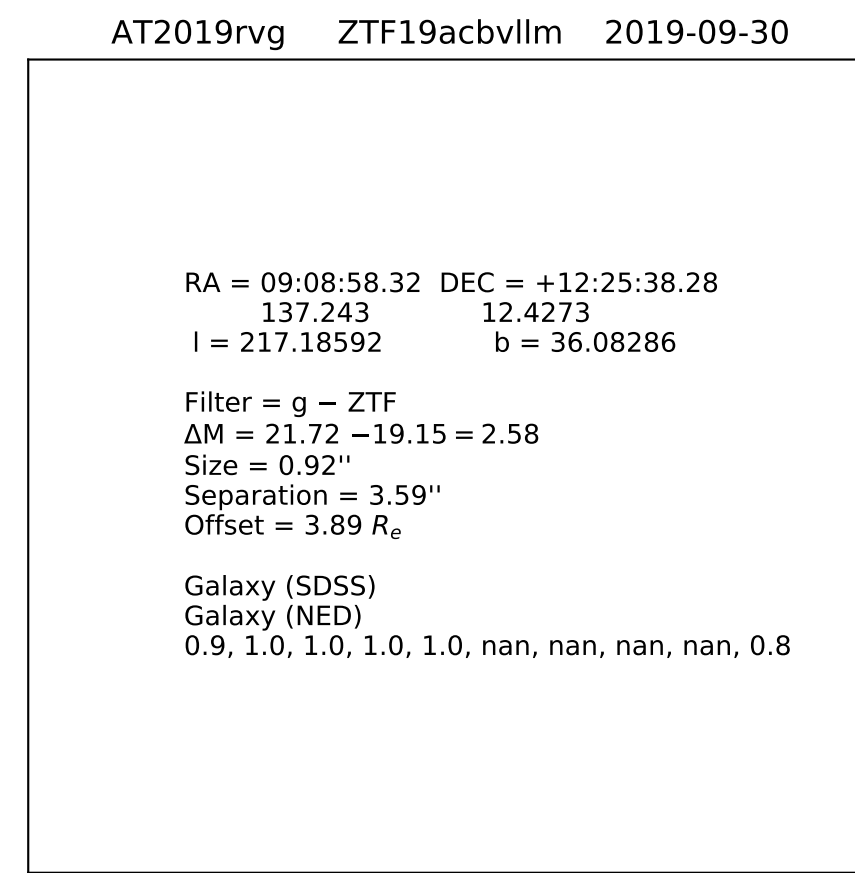 AT2019rvg ZTF19acbvllm 2019-09-30
RA = 09:08:58.32 DEC = +12:25:38.28
137.243 12.4273
l = 217.18592 b = 36.08286
Filter = g − ZTF
ΔM = 21.72 −19.15 = 2.58
Size = 0.92''
Separation = 3.59''
Offset = 3.89 Rₑ
Galaxy (SDSS)
Galaxy (NED)
0.9, 1.0, 1.0, 1.0, 1.0, nan, nan, nan, nan, 0.8